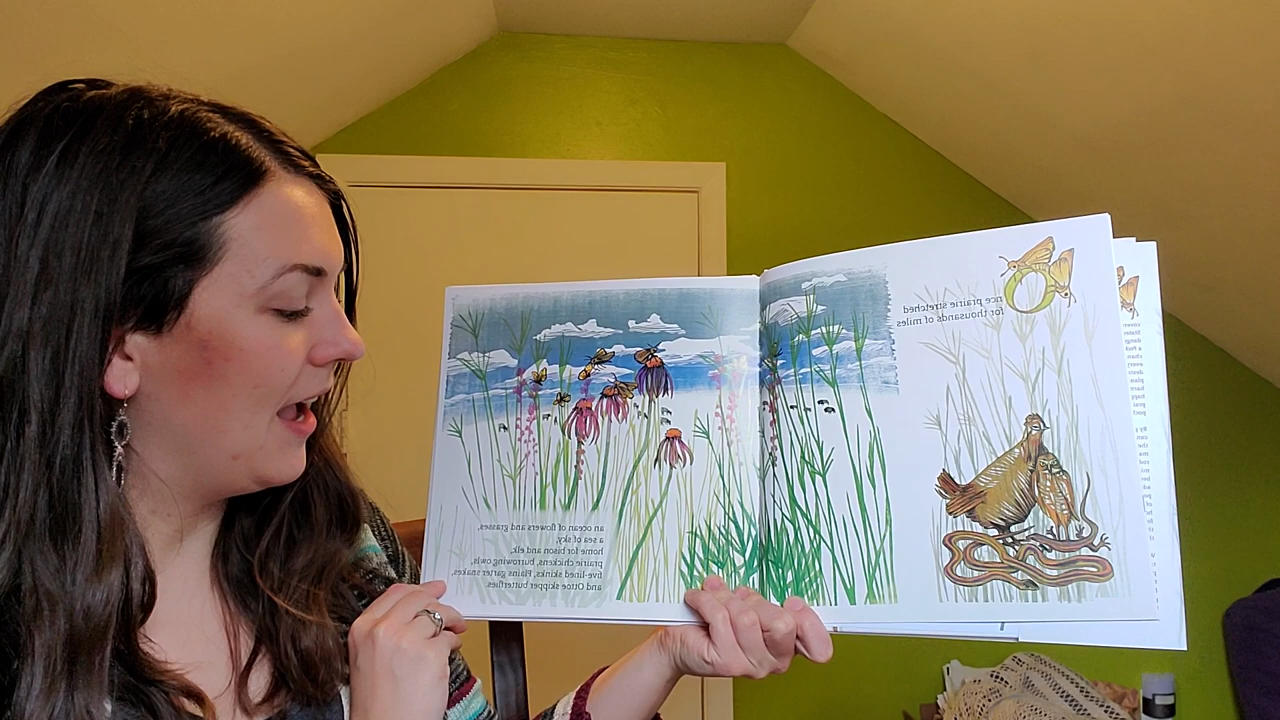 Once prairie stretched
for thousands of miles
an ocean of flowers and grasses,
a sea of sky,
home for bison and elk,
prairie chickens, burrowing owls,
five-lined skinks, Plains garter snakes,
and Ottoe skipper butterflies.